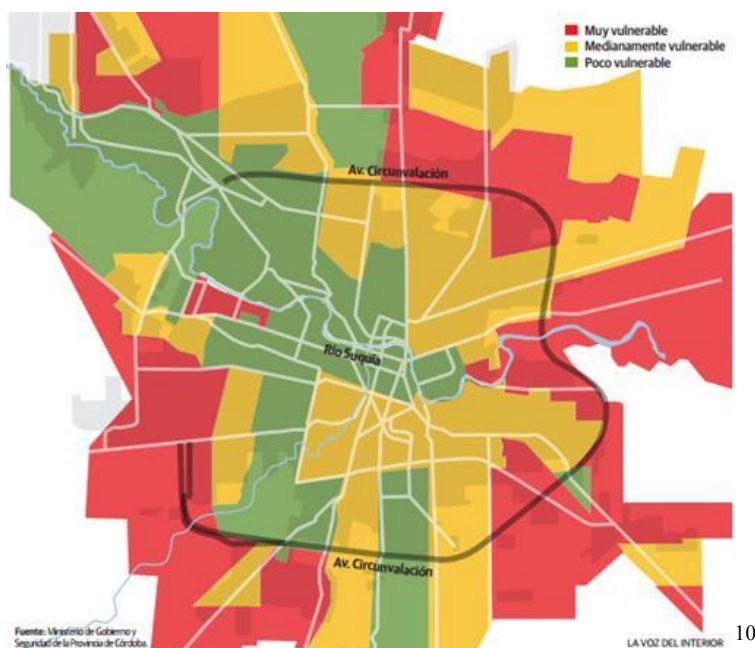 Muy vulnerable
Medianamente vulnerable
Poco vulnerable
Av. Circunvalación
Río Suquía
Av. Circunvalación
Fuente: Ministerio de Gobierno y
Seguridad de la Provincia de Córdoba.
LA VOZ DEL INTERIOR
10